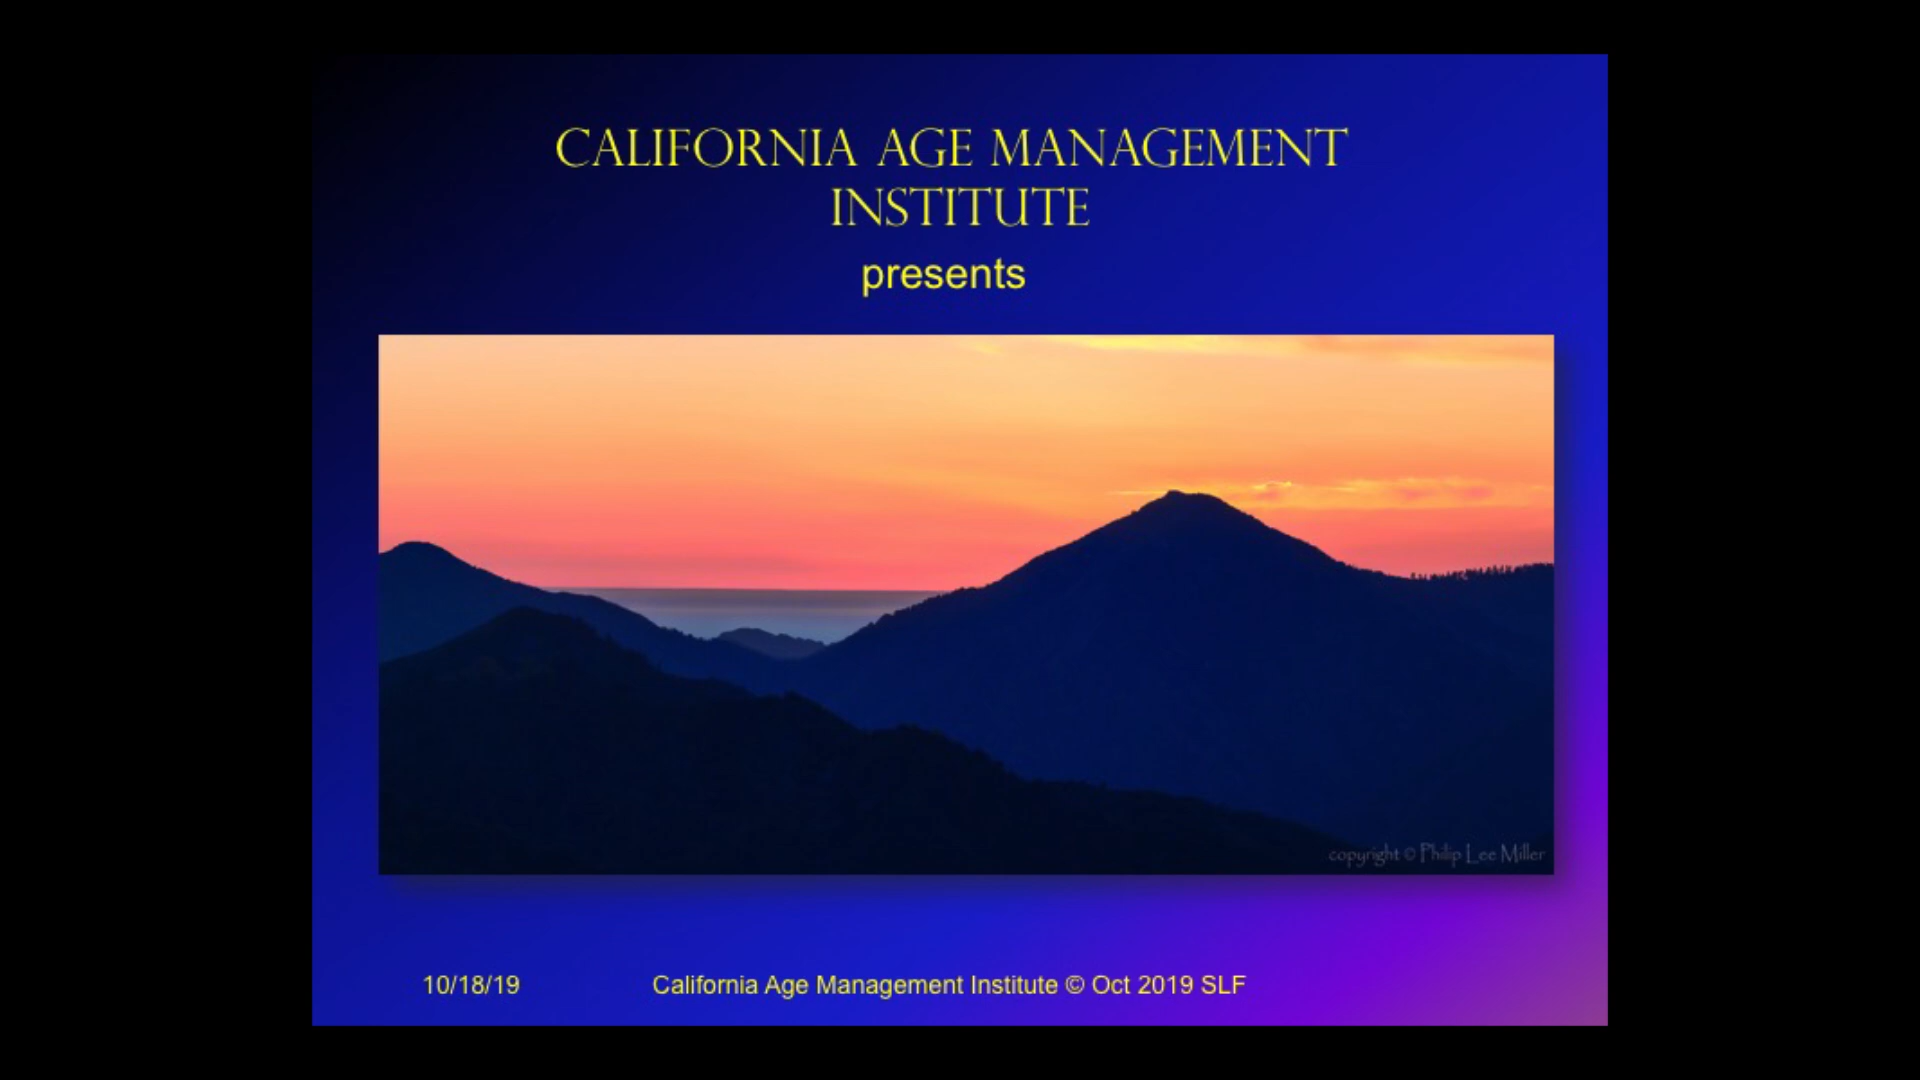 CALIFORNIA AGE MANAGEMENT
INSTITUTE
presents
copyright © Philip Lee Miller
10/18/19
California Age Management Institute © Oct 2019 SLF